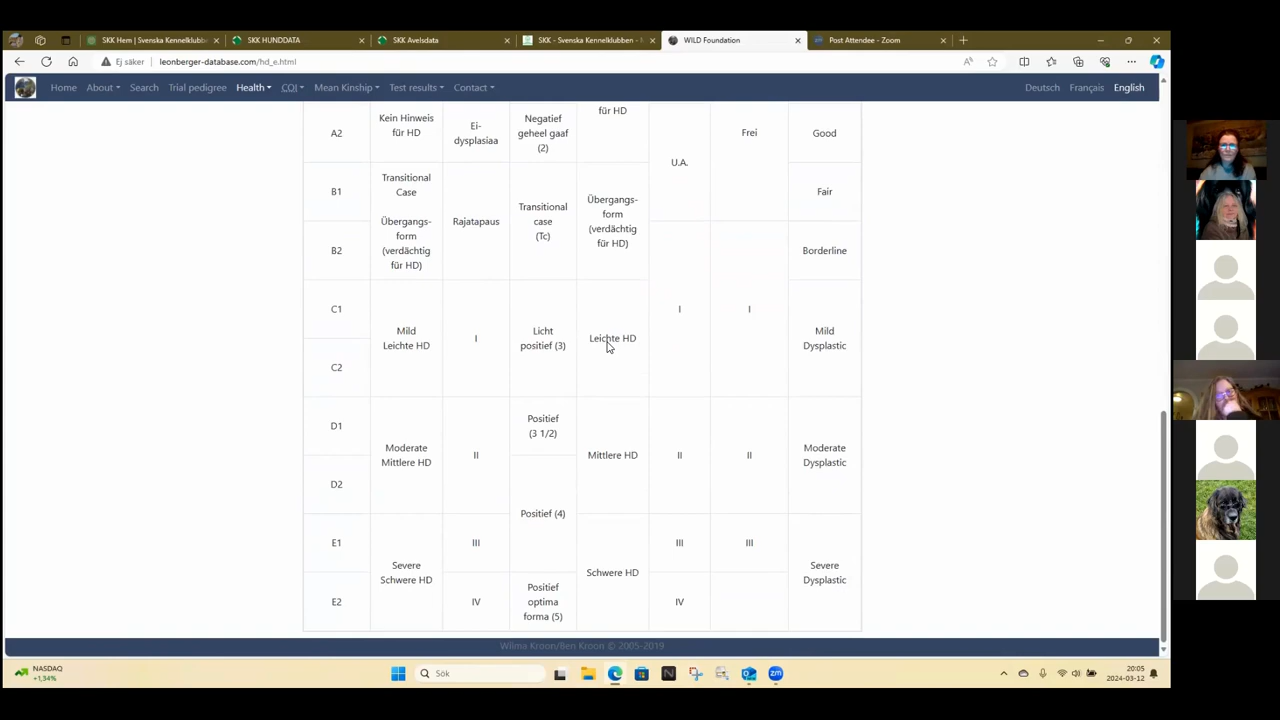 SKK Hem | Svenska Kennelklubb
SKK HUNDDATA
SKK Avelsdata
SKK - Svenska Kennelklubben -
WILD Foundation
Post Attendee - Zoom
Ej säker
leonberger-database.com/hd_e.html
Home
About
Search
Trial pedigree
Health
COI
Mean Kinship
Test results
Contact
Deutsch
Français
English
für HD
A2
Kein Hinweis
für HD
Ei-
dysplasiaa
Negatief
geheel gaaf
(2)
U.A.
Frei
Good
B1
Transitional
Case
Übergangs-
form
(verdächtig
für HD)
Rajatapaus
Transitional
case
(Tc)
Übergangs-
form
(verdächtig
für HD)
Fair
B2
Borderline
C1
Mild
Leichte HD
I
Licht
positief (3)
Leichte HD
I
I
Mild
Dysplastic
C2
D1
Moderate
Mittlere HD
II
Positief
(3 1/2)
Mittlere HD
II
II
Moderate
Dysplastic
D2
Positief (4)
E1
Severe
Schwere HD
III
Schwere HD
III
III
Severe
Dysplastic
E2
IV
Positief
optima
forma (5)
IV
Wilma Kroon/Ben Kroon © 2005-2019
NASDAQ
+1,34%
Sök
20:05
2024-03-12